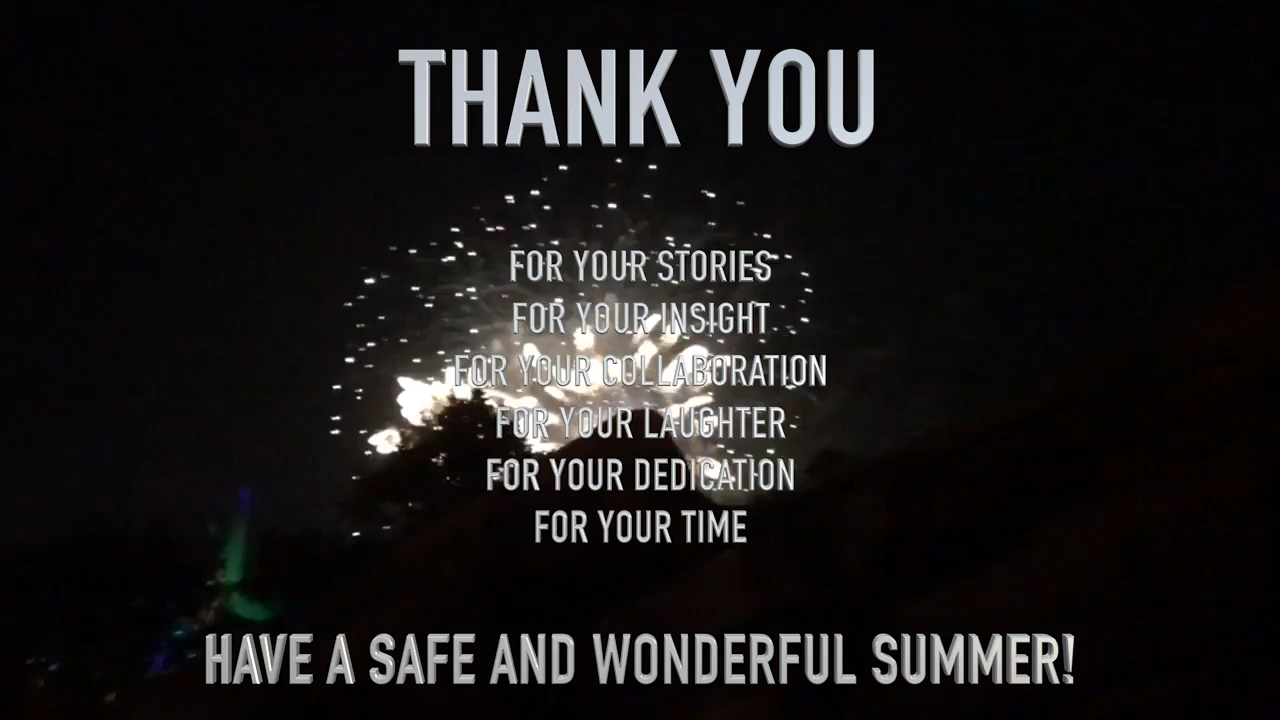 THANK YOU
FOR YOUR STORIES
FOR YOUR INSIGHT
FOR YOUR COLLABORATION
FOR YOUR LAUGHTER
FOR YOUR DEDICATION
FOR YOUR TIME
HAVE A SAFE AND WONDERFUL SUMMER!